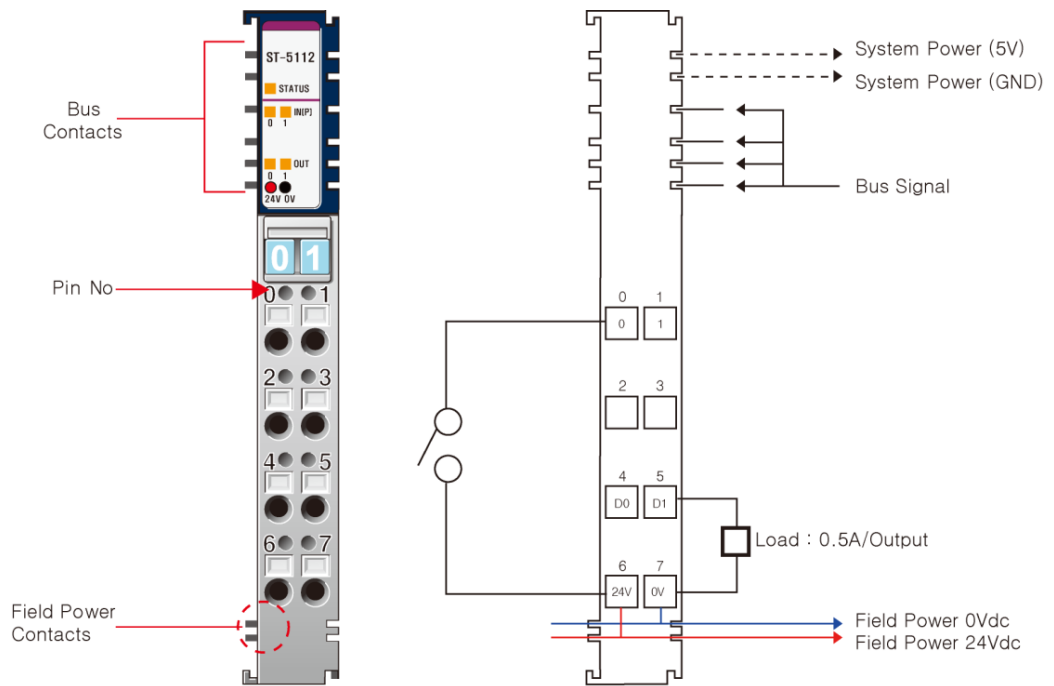 ST-5112
STATUS
IN[P]
0 1
OUT
0 1
24V 0V
Bus
Contacts
01
Pin No
0 1
2 3
4 5
6 7
Field Power
Contacts
System Power (5V)
System Power (GND)
Bus Signal
0 1
0 1
2 3
4 5
D0 D1
Load : 0.5A/Output
6 7
24V 0V
Field Power 0Vdc
Field Power 24Vdc